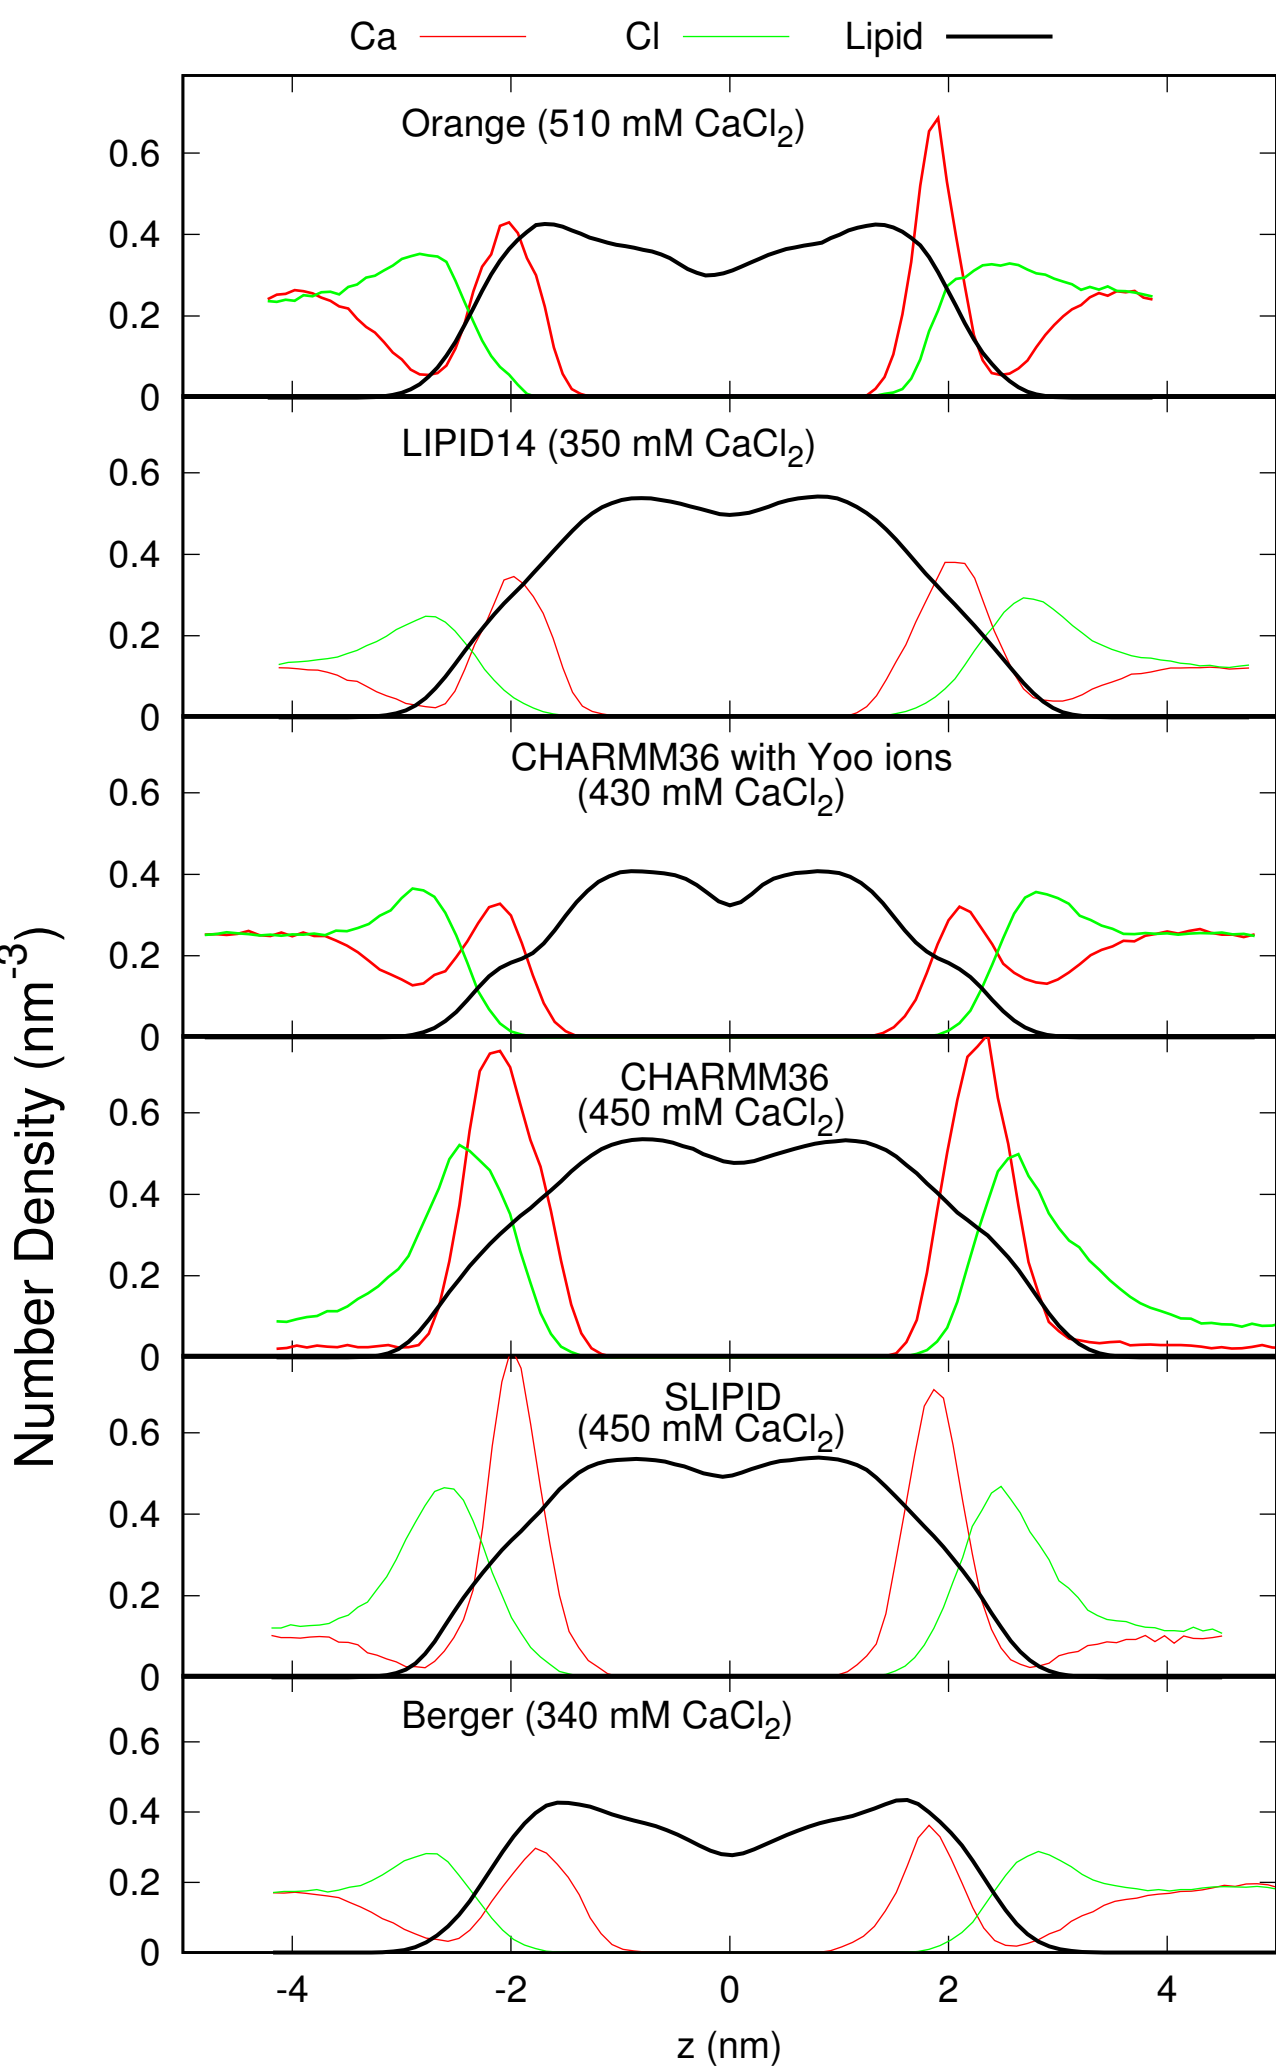 Ca Cl Lipid
Number Density (nm⁻³)
Orange (510 mM CaCl₂)
0.6
0.4
0.2
0
LIPID14 (350 mM CaCl₂)
0.6
0.4
0.2
0
CHARMM36 with Yoo ions
(430 mM CaCl₂)
0.6
0.4
0.2
0
CHARMM36
(450 mM CaCl₂)
0.6
0.4
0.2
0
SLIPID
(450 mM CaCl₂)
0.6
0.4
0.2
0
Berger (340 mM CaCl₂)
0.6
0.4
0.2
0
-4 -2 0 2 4
z (nm)